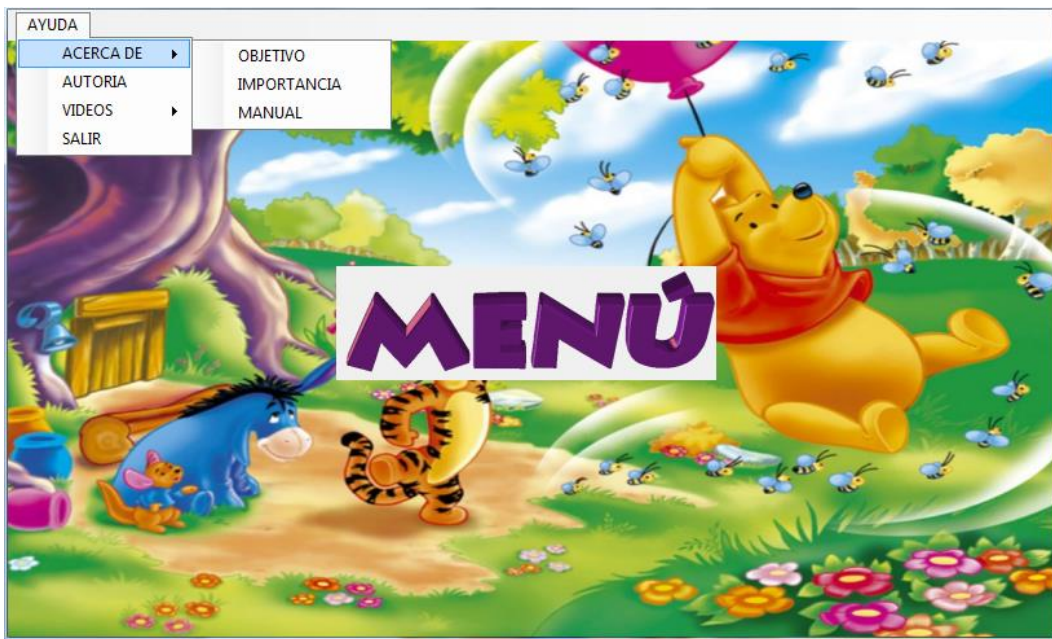 AYUDA
ACERCA DE
OBJETIVO
AUTORIA
IMPORTANCIA
VIDEOS
MANUAL
SALIR
MENÚ